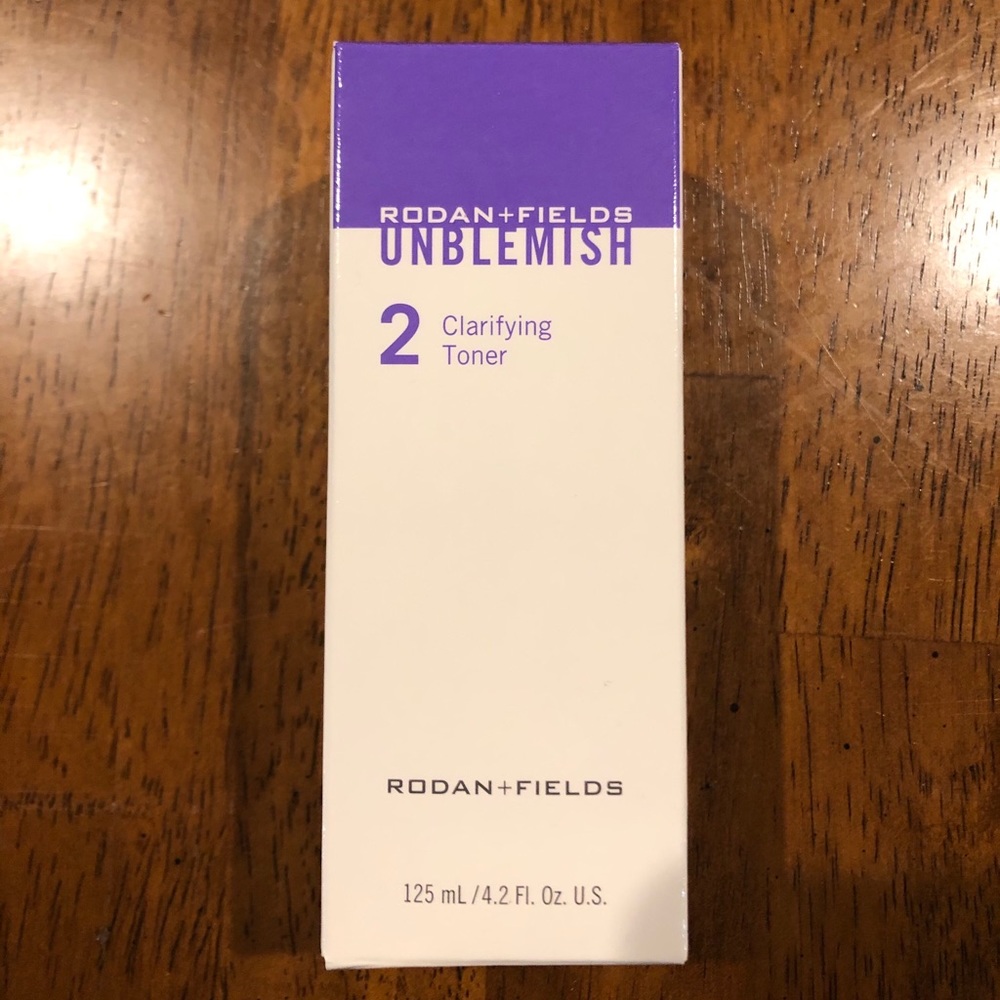 RODAN+FIELDS
UNBLEMISH
2 Clarifying
Toner
RODAN+FIELDS
125 mL / 4.2 Fl. Oz. U.S.